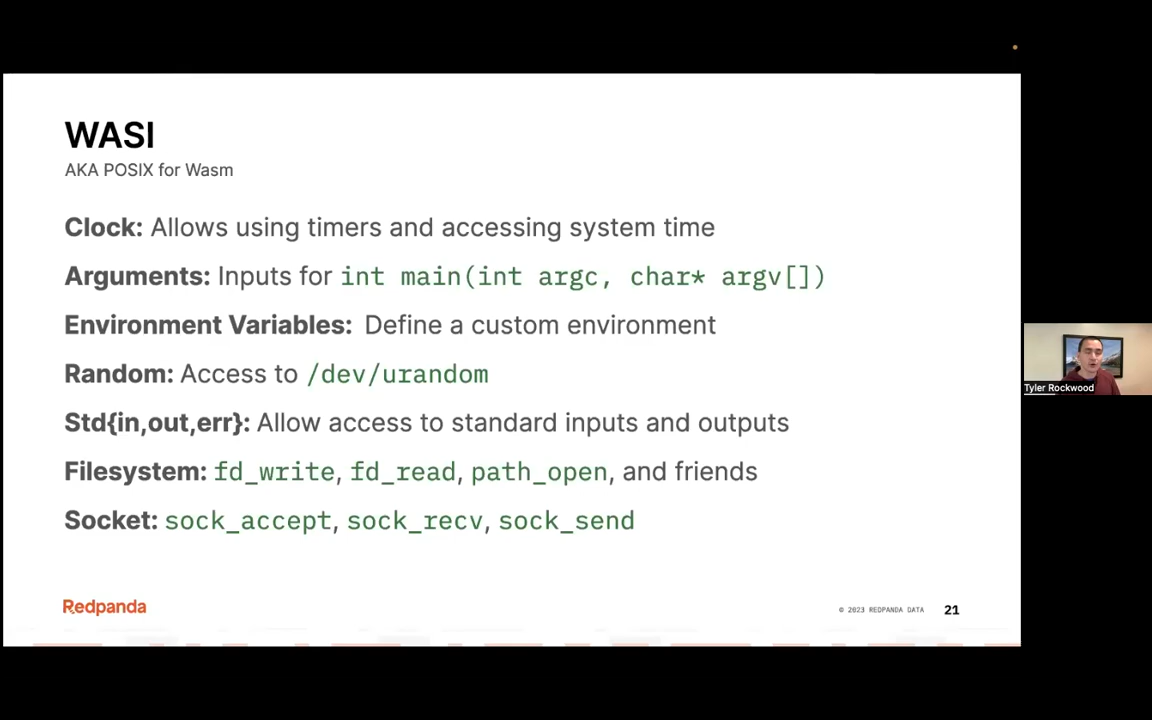 WASI
AKA POSIX for Wasm
Clock: Allows using timers and accessing system time
Arguments: Inputs for int main(int argc, char* argv[])
Environment Variables: Define a custom environment
Random: Access to /dev/urandom
Std{in,out,err}: Allow access to standard inputs and outputs
Filesystem: fd_write, fd_read, path_open, and friends
Socket: sock_accept, sock_recv, sock_send
Redpanda
© 2023 REDPANDA DATA 21
Tyler Rockwood